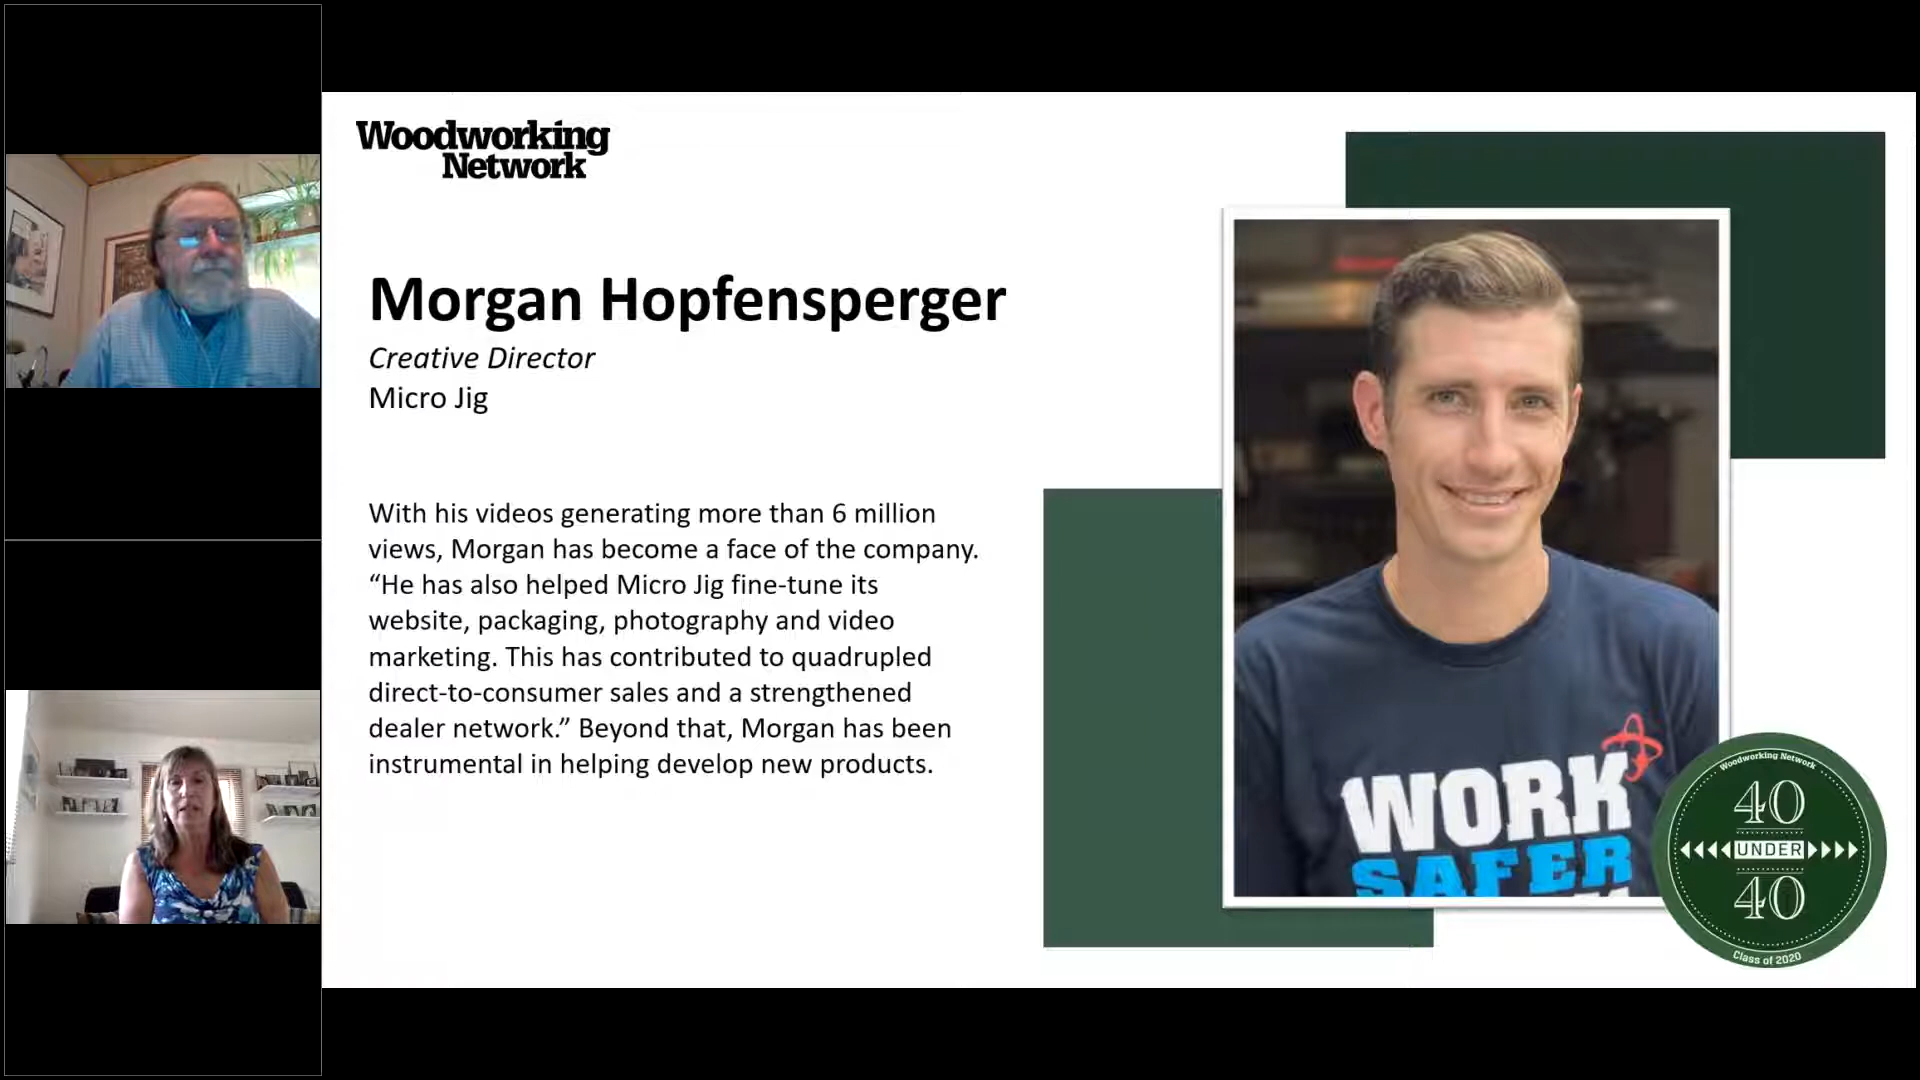 Woodworking
Network
Morgan Hopfensperger
Creative Director
Micro Jig
With his videos generating more than 6 million
views, Morgan has become a face of the company.
“He has also helped Micro Jig fine-tune its
website, packaging, photography and video
marketing. This has contributed to quadrupled
direct-to-consumer sales and a strengthened
dealer network.” Beyond that, Morgan has been
instrumental in helping develop new products.
WORK
SAFER
Woodworking Network
40
UNDER
40
Class of 2020